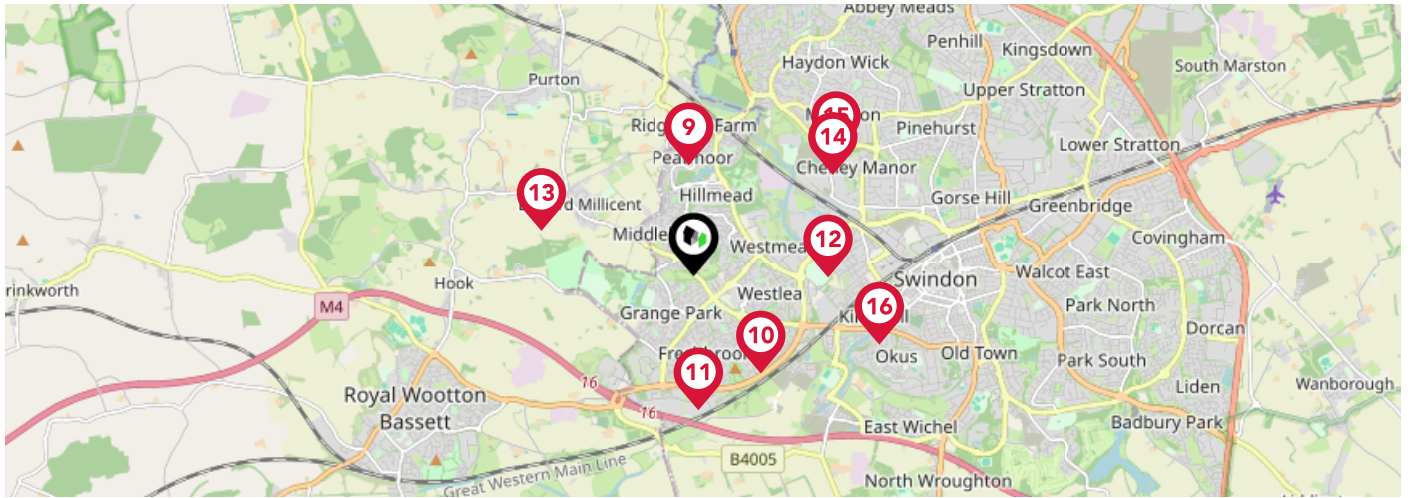 Abbey Meads
Penhill
Kingsdown
Haydon Wick
South Marston
Purton
Upper Stratton
15
9
Farm
14
Pinehurst
Lower Stratton
Manor
13
Millicent
Hillmead
Gorse Hill
Greenbridge
Middle
12
Covingham
Walcot East
Swindon
Hook
Westlea
M4
Grange Park
16
Park North
10
Dorcan
Okus
Old Town
Park South
11
16
16
Liden
Wanborough
Royal Wootton
Bassett
Badbury Park
East Wichel
B4005
Great Western Main Line
North Wroughton